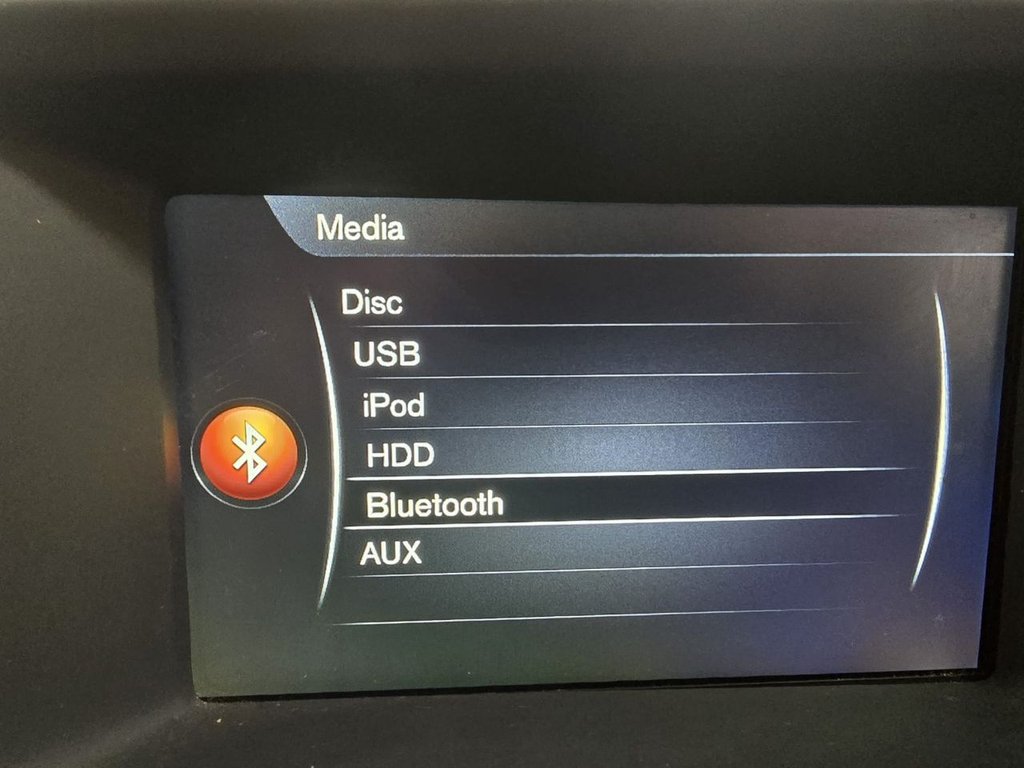 Media
Disc
USB
iPod
HDD
Bluetooth
AUX